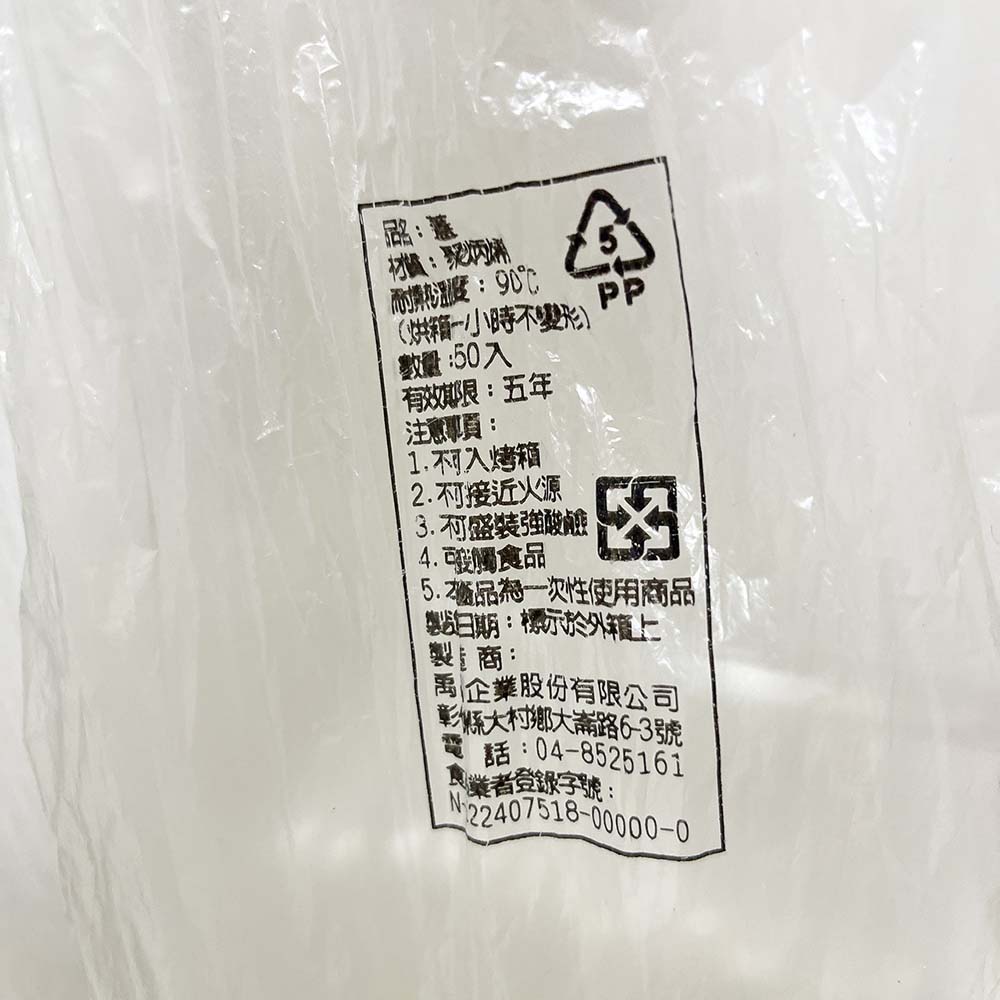 品名：蓋
材質：聚丙烯
耐熱溫度：90℃
(烘箱一小時不變形)
數量:50入
有效期限：五年
注意事項：
1.不可入烤箱
2.不可接近火源
3.不可盛裝強酸鹼
4.可接觸食品
5.本產品為一次性使用商品
製造日期：標示於外箱上
製造商：
禹 企業股份有限公司
彰 縣大村鄉大崙路6-3號
電話：04-8525161
食 業者登錄字號：
N-122407518-00000-0
5
PP